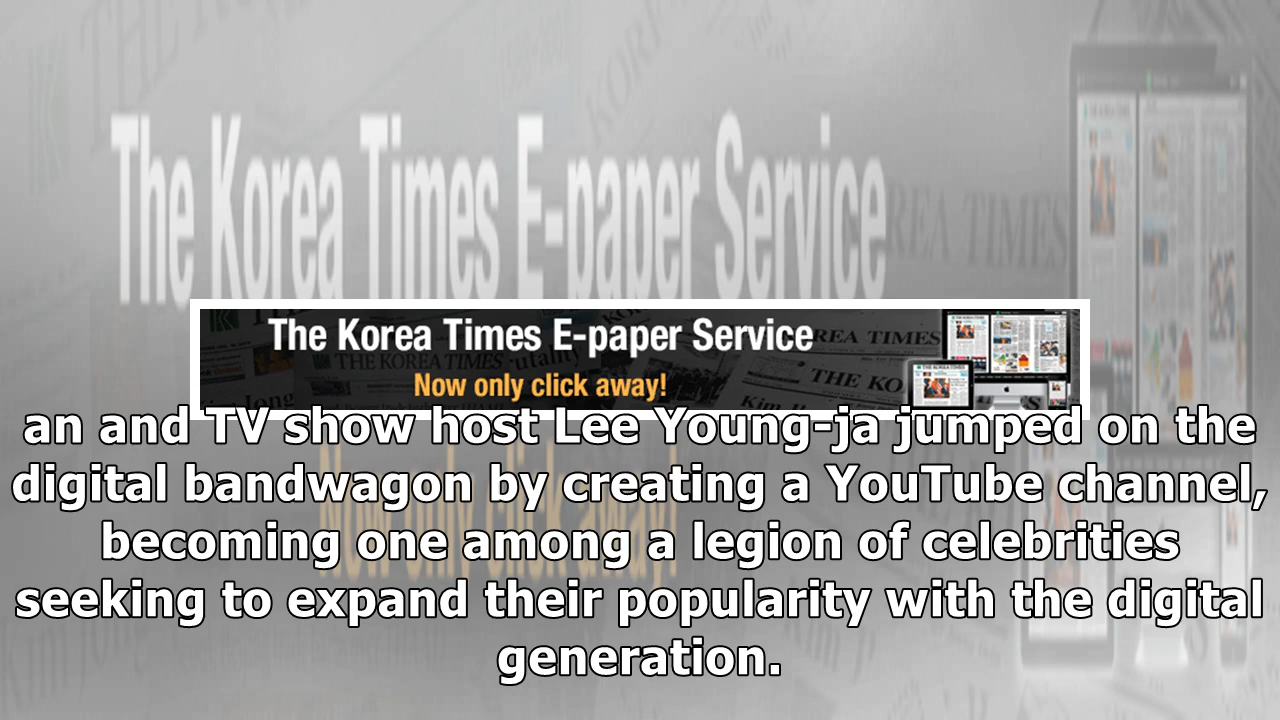 The Korea Times E-paper Service
The Korea Times E-paper Service
Now only click away!
an and TV show host Lee Young-ja jumped on the
digital bandwagon by creating a YouTube channel,
becoming one among a legion of celebrities
seeking to expand their popularity with the digital
generation.